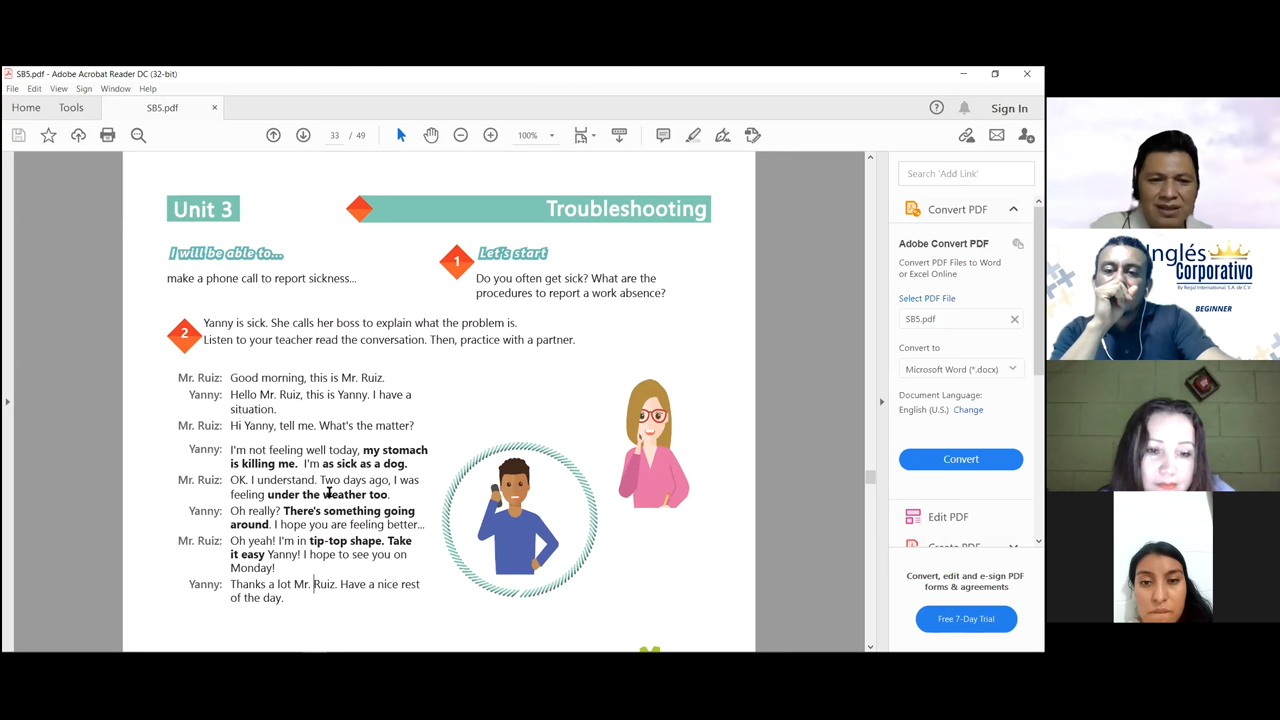 SB5.pdf - Adobe Acrobat Reader DC (32-bit)
File Edit View Sign Window Help
Home Tools SB5.pdf × Sign In
33 / 49 100%
Unit 3 Troubleshooting
I will be able to...
make a phone call to report sickness...
1 Let's start
Do you often get sick? What are the
procedures to report a work absence?
2 Yanny is sick. She calls her boss to explain what the problem is.
Listen to your teacher read the conversation. Then, practice with a partner.
Mr. Ruiz: Good morning, this is Mr. Ruiz.
Yanny: Hello Mr. Ruiz, this is Yanny. I have a
situation.
Mr. Ruiz: Hi Yanny, tell me. What's the matter?
Yanny: I'm not feeling well today, my stomach
is killing me. I'm as sick as a dog.
Mr. Ruiz: OK. I understand. Two days ago, I was
feeling under the weather too.
Yanny: Oh really? There's something going
around. I hope you are feeling better...
Mr. Ruiz: Oh yeah! I'm in tip-top shape. Take
it easy Yanny! I hope to see you on
Monday!
Yanny: Thanks a lot Mr. Ruiz. Have a nice rest
of the day.
Search 'Add Link'
Convert PDF
Adobe Convert PDF
Convert PDF Files to Word
or Excel Online
Select PDF File
SB5.pdf
Convert to
Microsoft Word (*.docx)
Document Language:
English (U.S.) Change
Convert
Edit PDF
Create PDF
Convert, edit and e-sign PDF
forms & agreements
Free 7-Day Trial
Inglés
Corporativo
By Regal International, S.A. de C.V.
BEGINNER